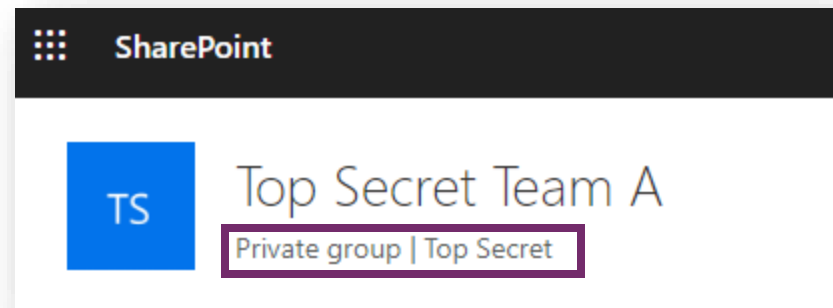 SharePoint
TS
Top Secret Team A
Private group | Top Secret